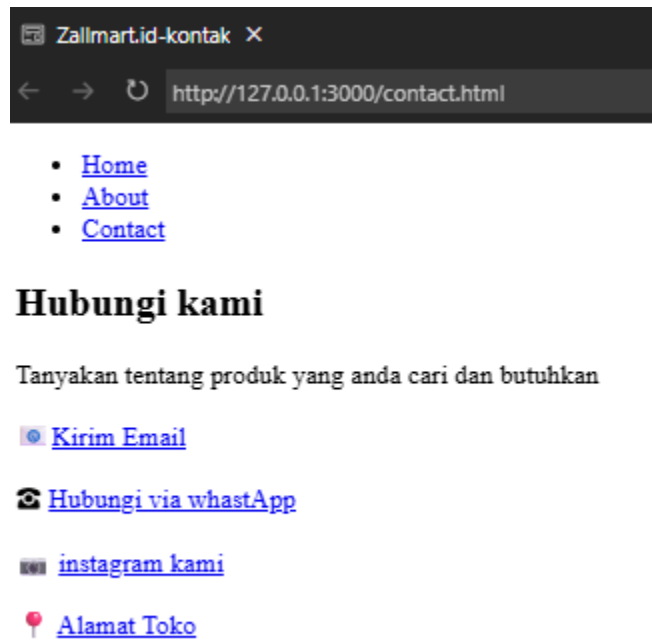 Zallmart.id-kontak
http://127.0.0.1:3000/contact.html
Home
About
Contact
Hubungi kami
Tanyakan tentang produk yang anda cari dan butuhkan
Kirim Email
Hubungi via whastApp
instagram kami
Alamat Toko